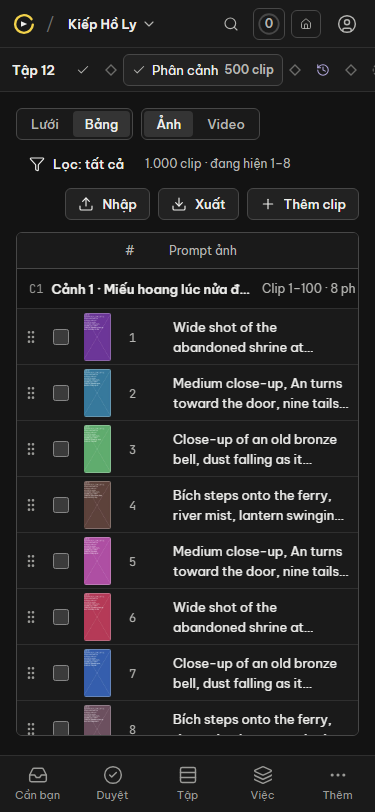 / Kiếp Hồ Ly
0
Tập 12
Phân cảnh 500 clip
Lưới Bảng Ảnh Video
Lọc: tất cả 1.000 clip · đang hiện 1–8
Nhập Xuất Thêm clip
# Prompt ảnh
C1 Cảnh 1 · Miếu hoang lúc nửa đ... Clip 1–100 · 8 ph
1 Wide shot of the
abandoned shrine at...
2 Medium close-up, An turns
toward the door, nine tails...
3 Close-up of an old bronze
bell, dust falling as it...
4 Bích steps onto the ferry,
river mist, lantern swingin...
5 Medium close-up, An turns
toward the door, nine tails...
6 Wide shot of the
abandoned shrine at...
7 Close-up of an old bronze
bell, dust falling as it...
8 Bích steps onto the ferry,
Cần bạn Duyệt Tập Việc Thêm